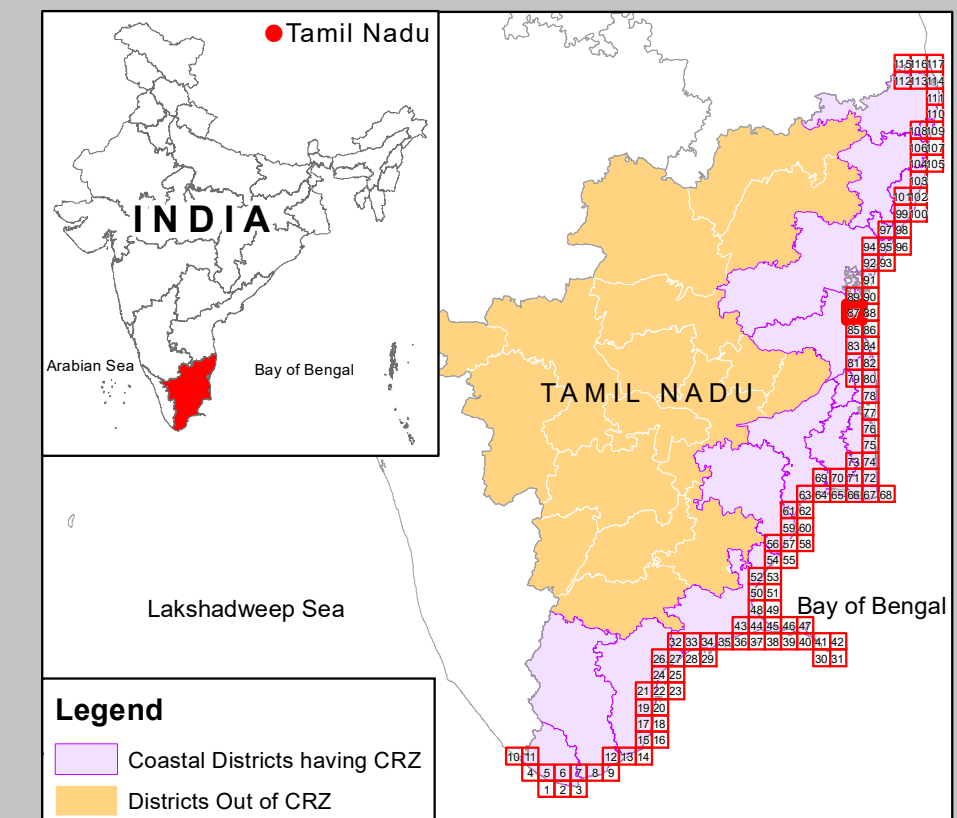 Tamil Nadu
INDIA
Arabian Sea
Bay of Bengal
TAMIL NADU
115 116 117
112 113 114
111
110
108 109
106 107
104 105
103
101 102
99 100
97 98
94 95 96
92 93
91
89 90
87 88
85 86
83 84
81 82
79 80
78
77
76
75
73 74
69 70 71 72
63 64 65 66 67 68
61 62
59 60
56 57 58
54 55
52 53
50 51
Lakshadweep Sea
48 49
Bay of Bengal
43 44 45 46 47
32 33 34 35 36 37 38 39 40 41 42
26 27 28 29
30 31
24 25
21 22 23
19 20
17 18
15 16
10 11
12 13 14
4 5 6 7 8 9
1 2 3
Legend
Coastal Districts having CRZ
Districts Out of CRZ